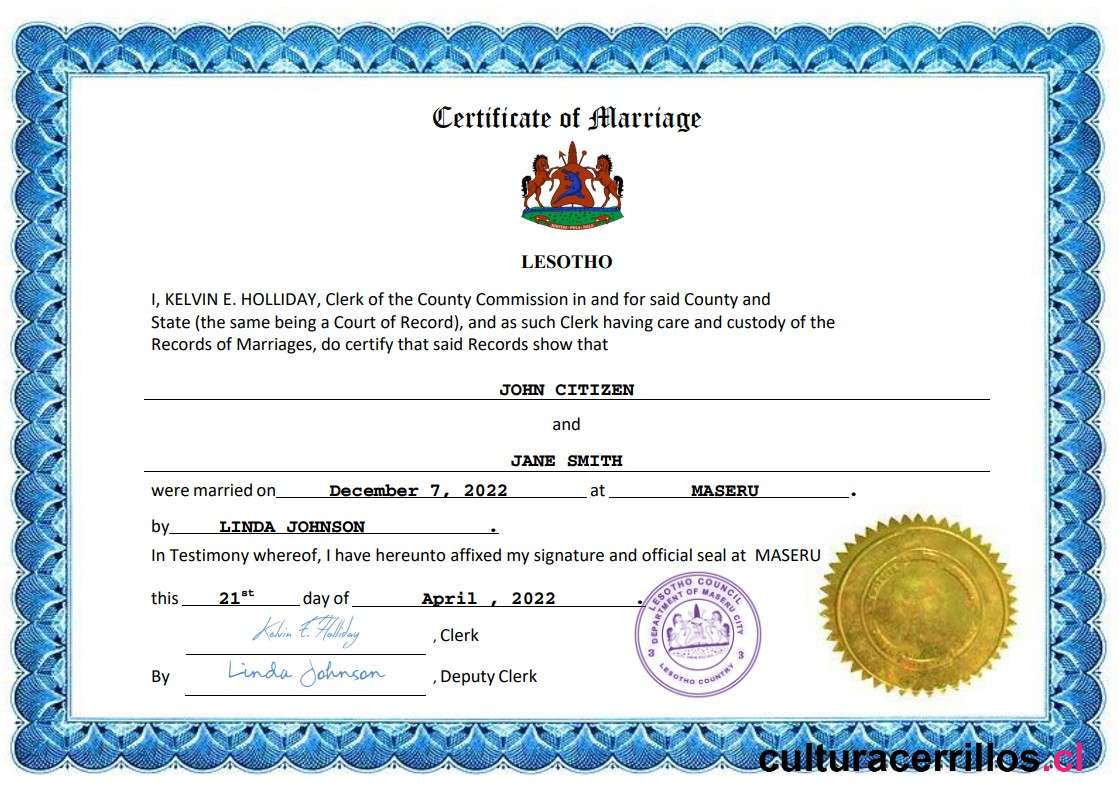 Certificate of Marriage
LESOTHO
I, KELVIN E. HOLLIDAY, Clerk of the County Commission in and for said County and
State (the same being a Court of Record), and as such Clerk having care and custody of the
Records of Marriages, do certify that said Records show that
JOHN CITIZEN
and
JANE SMITH
were married on December 7, 2022 at MASERU .
by LINDA JOHNSON .
In Testimony whereof, I have hereunto affixed my signature and official seal at MASERU
this 21st day of April , 2022 .
Kelvin E. Holliday , Clerk
By Linda Johnson , Deputy Clerk
LESOTHO COUNCIL
DEPARTMENT OF MASERU CITY
3 3
LESOTHO COUNTRY
culturacerrillos.cl